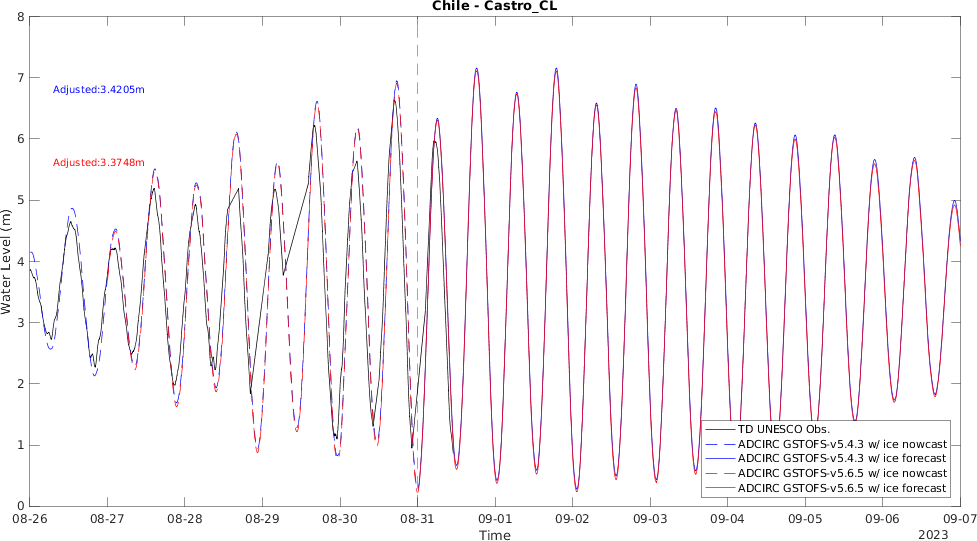 Chile - Castro_CL
8
7
6
5
4
3
2
1
0
Water Level (m)
Adjusted:3.4205m
Adjusted:3.3748m
TD UNESCO Obs.
ADCIRC GSTOFS-v5.4.3 w/ ice nowcast
ADCIRC GSTOFS-v5.4.3 w/ ice forecast
ADCIRC GSTOFS-v5.6.5 w/ ice nowcast
ADCIRC GSTOFS-v5.6.5 w/ ice forecast
08-26 08-27 08-28 08-29 08-30 08-31 09-01 09-02 09-03 09-04 09-05 09-06 09-07
Time
2023